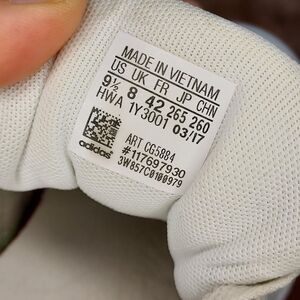 MADE IN VIETNAM
US UK FR JP CHN
9½ 8 42 265 260
HWA 1Y3001 03/17
adidas
ART CG5884
#117697930
3W857C0100979